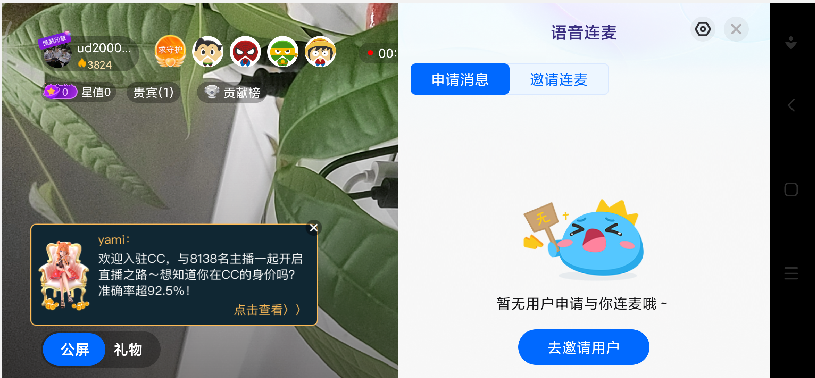 ud2000...
3824
求守护
00:
0 星值0
贵宾(1)
贡献榜
yami：
欢迎入驻CC，与8138名主播一起开启
直播之路～想知道你在CC的身价吗？
准确率超92.5%！
点击查看〉〉
公屏
礼物
语音连麦
申请消息
邀请连麦
无
暂无用户申请与你连麦哦～
去邀请用户